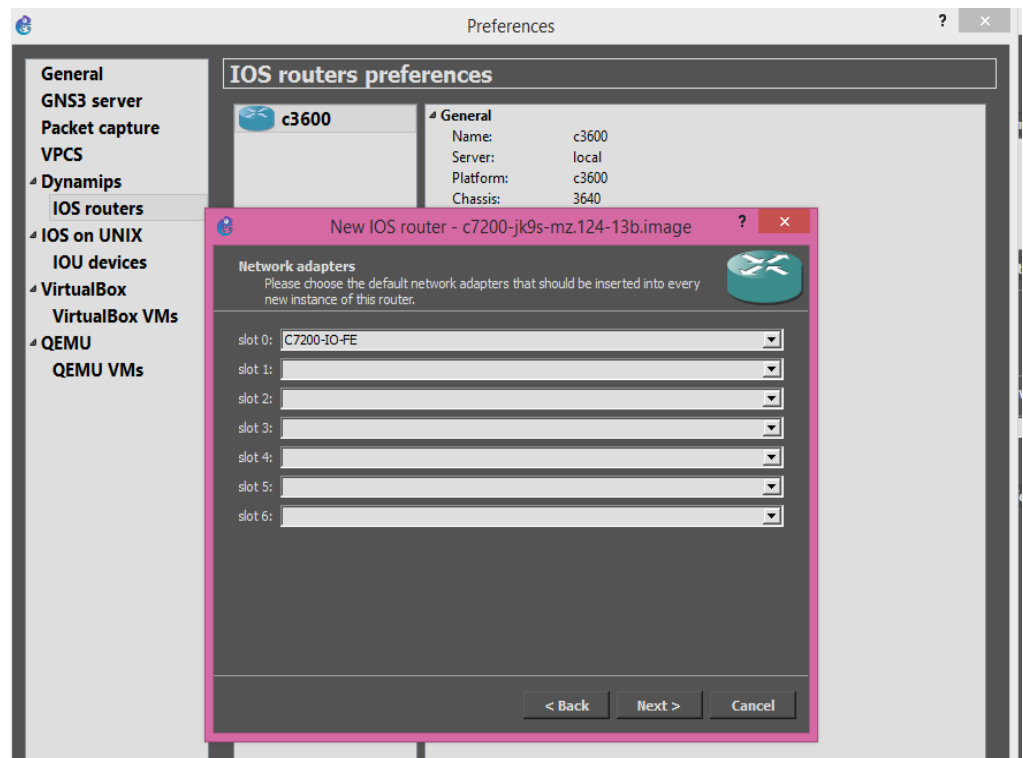 Preferences
?
×
General
GNS3 server
Packet capture
VPCS
Dynamips
IOS routers
IOS on UNIX
IOU devices
VirtualBox
VirtualBox VMs
QEMU
QEMU VMs
IOS routers preferences
c3600
General
Name: c3600
Server: local
Platform: c3600
Chassis: 3640
New IOS router - c7200-jk9s-mz.124-13b.image
?
×
Network adapters
Please choose the default network adapters that should be inserted into every
new instance of this router.
slot 0: C7200-IO-FE
slot 1:
slot 2:
slot 3:
slot 4:
slot 5:
slot 6:
< Back
Next >
Cancel